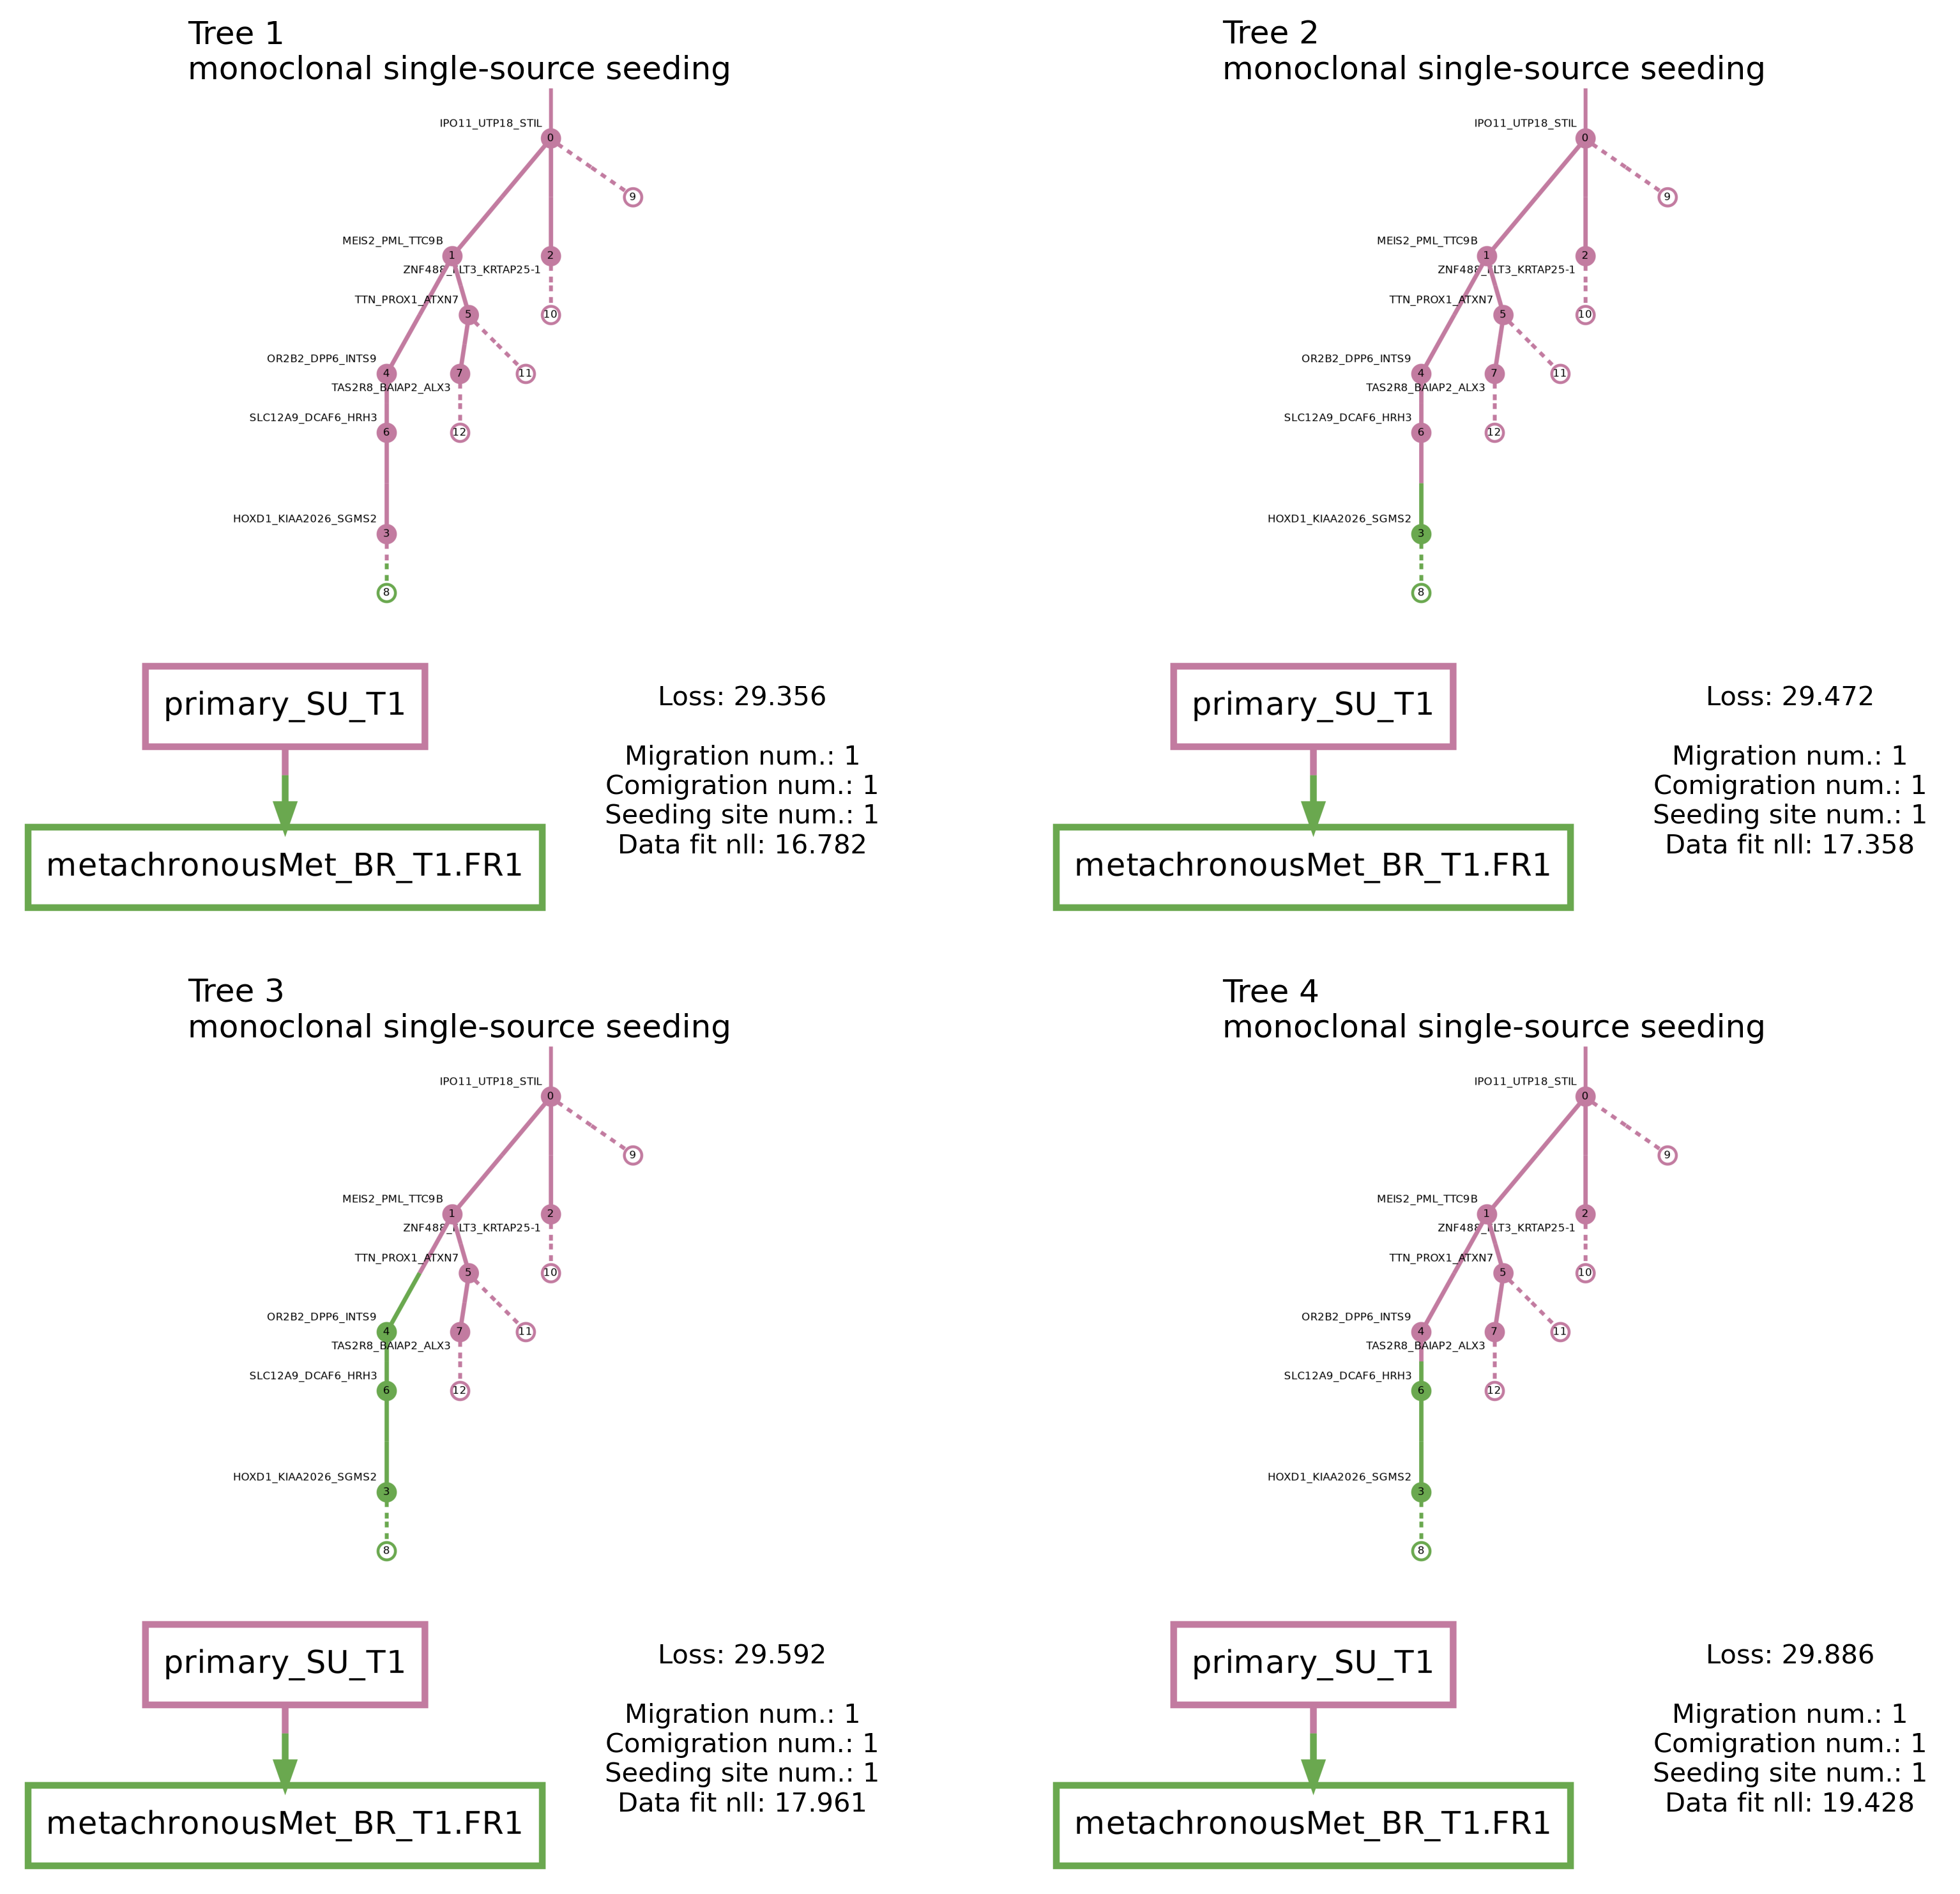 Tree 1
monoclonal single-source seeding
IPO11_UTP18_STIL
0
9
MEIS2_PML_TTC9B
1
2
KRTAP25-1
TTN_PROX1_ATXN7
5
10
OR2B2_DPP6_INTS9
4
7
11
TAS2R8_BAIAP2_ALX3
SLC12A9_DCAF6_HRH3
6
12
HOXD1_KIAA2026_SGMS2
3
8
primary_SU_T1
metachronousMet_BR_T1.FR1
Loss: 29.356
Migration num.: 1
Comigration num.: 1
Seeding site num.: 1
Data fit nll: 16.782
Tree 2
monoclonal single-source seeding
IPO11_UTP18_STIL
0
9
MEIS2_PML_TTC9B
1
2
KRTAP25-1
TTN_PROX1_ATXN7
5
10
OR2B2_DPP6_INTS9
4
7
11
TAS2R8_BAIAP2_ALX3
SLC12A9_DCAF6_HRH3
6
12
HOXD1_KIAA2026_SGMS2
3
8
primary_SU_T1
metachronousMet_BR_T1.FR1
Loss: 29.472
Migration num.: 1
Comigration num.: 1
Seeding site num.: 1
Data fit nll: 17.358
Tree 3
monoclonal single-source seeding
IPO11_UTP18_STIL
0
9
MEIS2_PML_TTC9B
1
2
KRTAP25-1
TTN_PROX1_ATXN7
5
10
OR2B2_DPP6_INTS9
4
7
11
TAS2R8_BAIAP2_ALX3
SLC12A9_DCAF6_HRH3
6
12
HOXD1_KIAA2026_SGMS2
3
8
primary_SU_T1
metachronousMet_BR_T1.FR1
Loss: 29.592
Migration num.: 1
Comigration num.: 1
Seeding site num.: 1
Data fit nll: 17.961
Tree 4
monoclonal single-source seeding
IPO11_UTP18_STIL
0
9
MEIS2_PML_TTC9B
1
2
KRTAP25-1
TTN_PROX1_ATXN7
5
10
OR2B2_DPP6_INTS9
4
7
11
TAS2R8_BAIAP2_ALX3
SLC12A9_DCAF6_HRH3
6
12
HOXD1_KIAA2026_SGMS2
3
8
primary_SU_T1
metachronousMet_BR_T1.FR1
Loss: 29.886
Migration num.: 1
Comigration num.: 1
Seeding site num.: 1
Data fit nll: 19.428